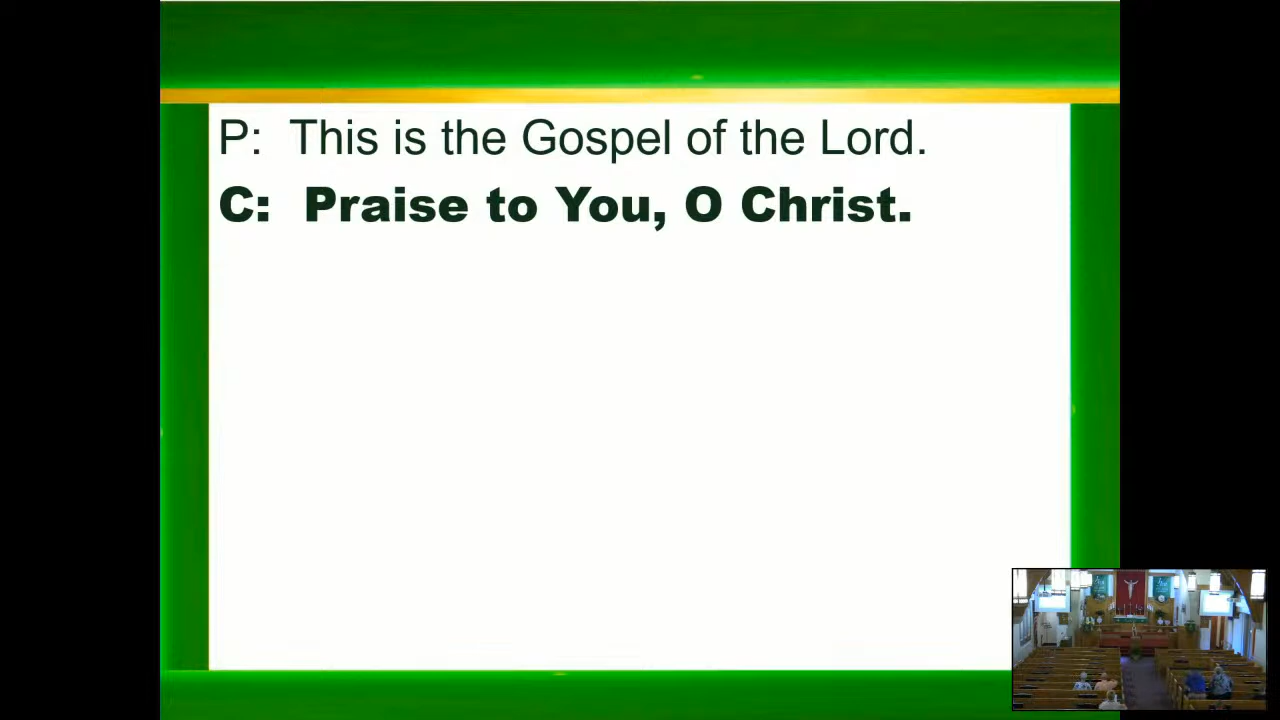 P: This is the Gospel of the Lord.
C: Praise to You, O Christ.